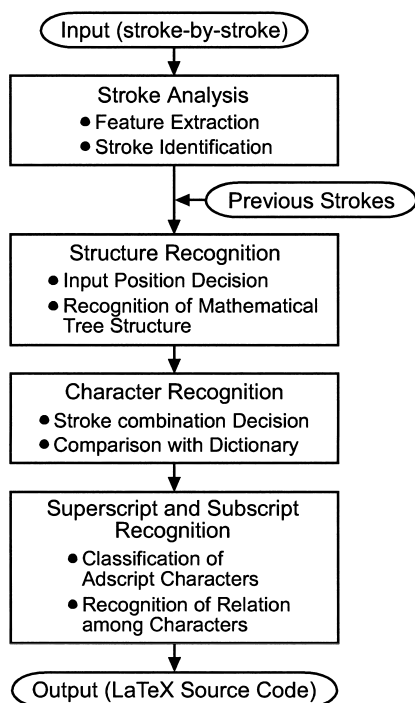 Input (stroke-by-stroke)
Stroke Analysis
● Feature Extraction
● Stroke Identification
Previous Strokes
Structure Recognition
● Input Position Decision
● Recognition of Mathematical
Tree Structure
Character Recognition
● Stroke combination Decision
● Comparison with Dictionary
Superscript and Subscript
Recognition
● Classification of
Adscript Characters
● Recognition of Relation
among Characters
Output (LaTeX Source Code)